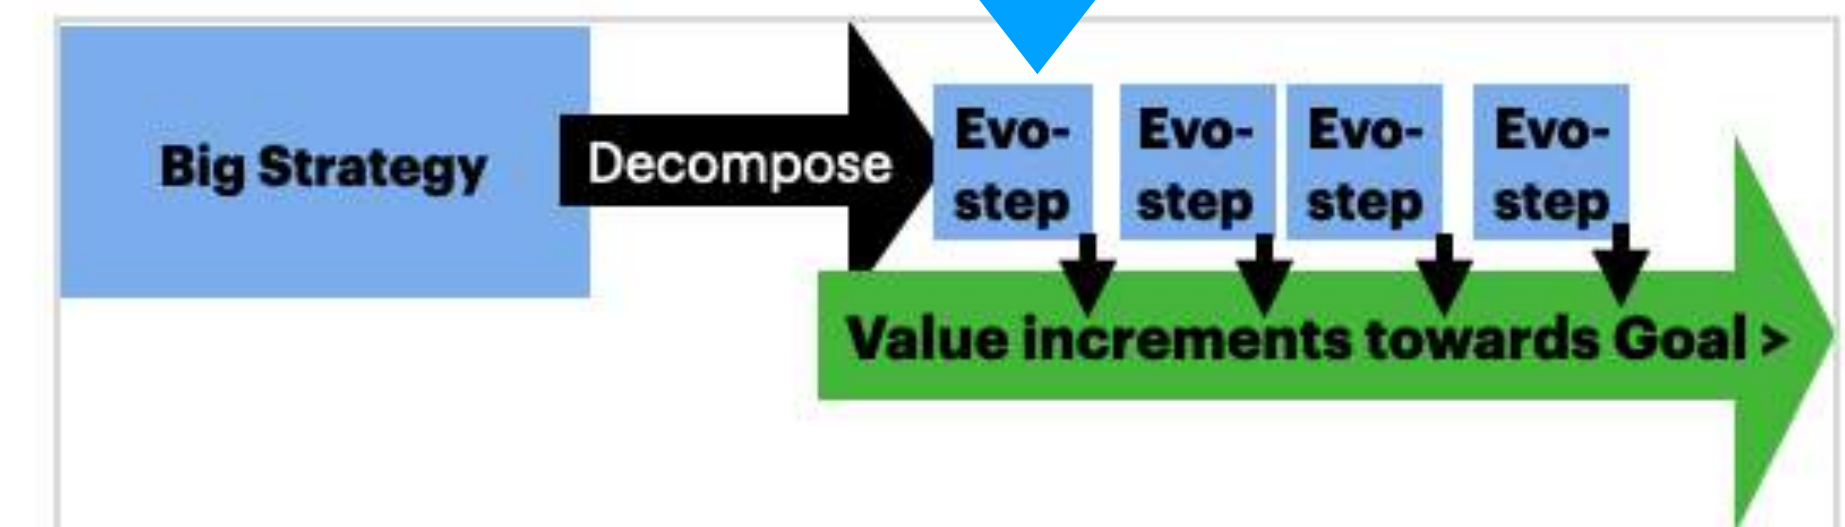 Big Strategy
Decompose
Evo-
step
Evo-
step
Evo-
step
Evo-
step
Value increments towards Goal >